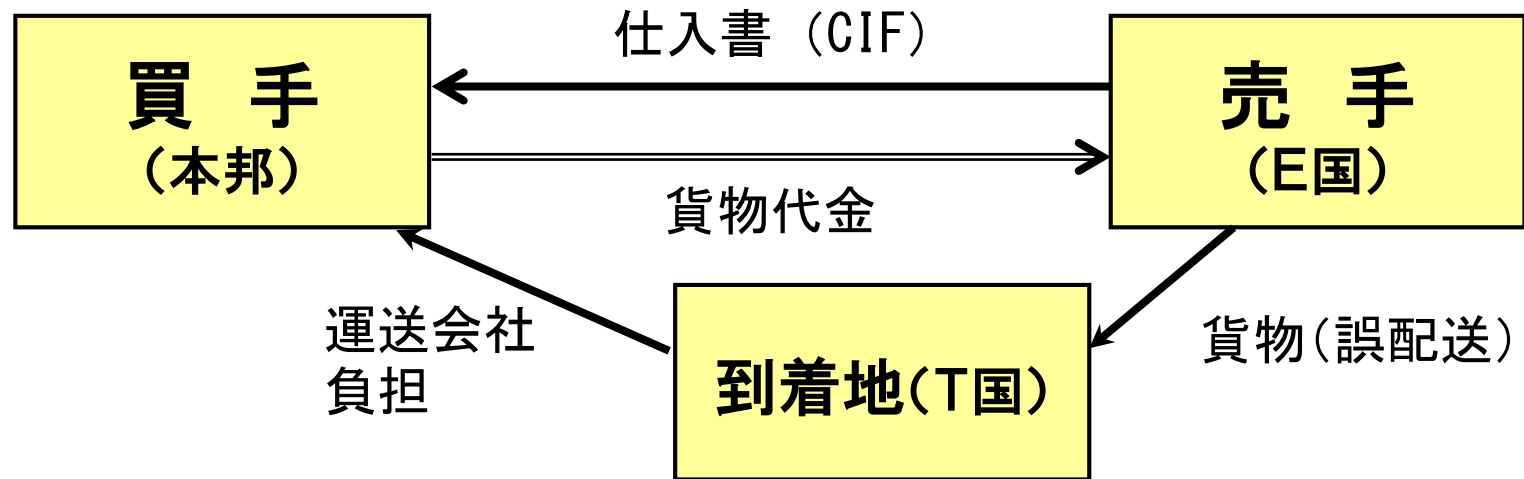 仕入書（CIF）
買　手
（本邦）
売　手
（E国）
貨物代金
運送会社
負担
到着地（T国）
貨物（誤配送）